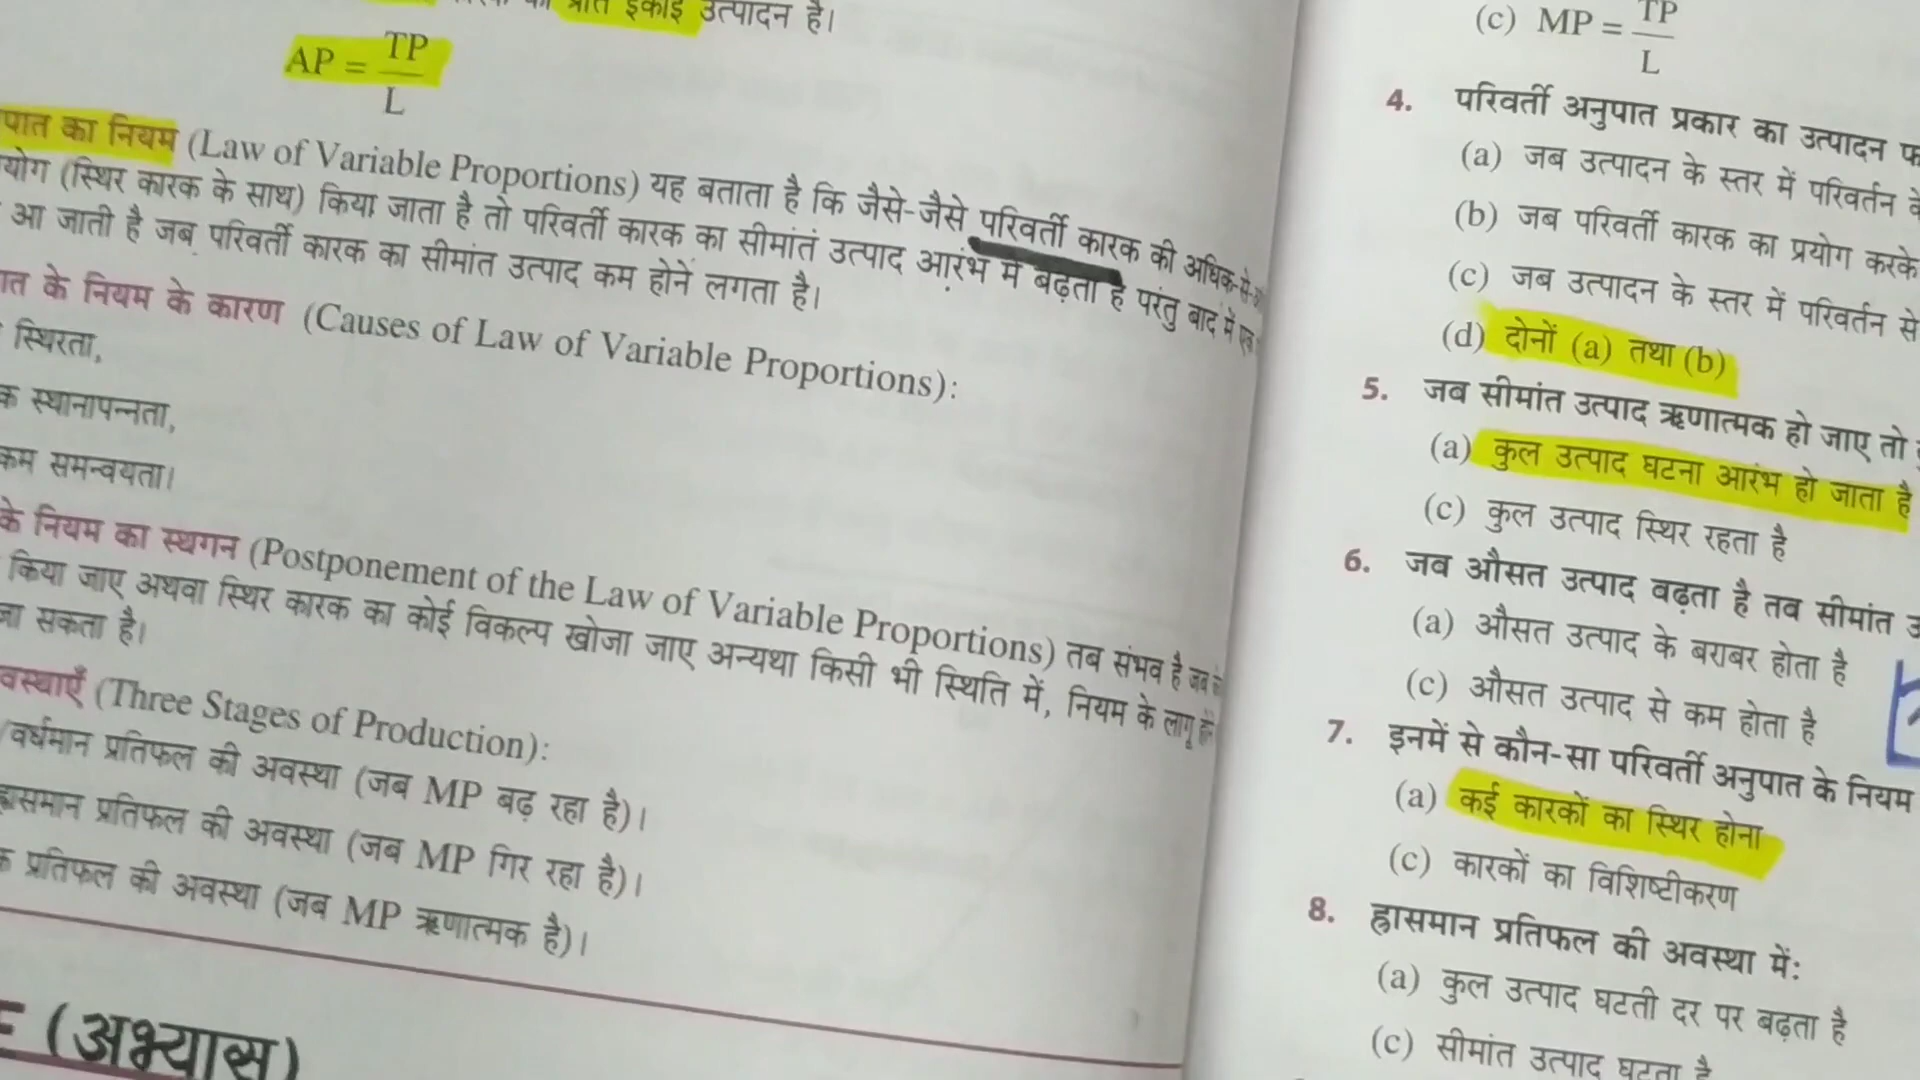 प्रति इकाई उत्पादन है।
AP = TP
L
पात का नियम (Law of Variable Proportions) यह बताता है कि जैसे-जैसे परिवर्ती कारक की अधिक-से-
योग (स्थिर कारक के साथ) किया जाता है तो परिवर्ती कारक का सीमांत उत्पाद आरंभ में बढ़ता है परंतु बाद में एक
आ जाती है जब परिवर्ती कारक का सीमांत उत्पाद कम होने लगता है।
ात के नियम के कारण (Causes of Law of Variable Proportions):
स्थिरता,
क स्थानापन्नता,
कम समन्वयता।
के नियम का स्थगन (Postponement of the Law of Variable Proportions) तब संभव है जब
किया जाए अथवा स्थिर कारक का कोई विकल्प खोजा जाए अन्यथा किसी भी स्थिति में, नियम के लागू होने
जा सकता है।
वस्थाएँ (Three Stages of Production):
/वर्धमान प्रतिफल की अवस्था (जब MP बढ़ रहा है)।
ह्रासमान प्रतिफल की अवस्था (जब MP गिर रहा है)।
क प्रतिफल की अवस्था (जब MP ऋणात्मक है)।
(अभ्यास)
(c) MP = TP
L
4. परिवर्ती अनुपात प्रकार का उत्पादन फ
(a) जब उत्पादन के स्तर में परिवर्तन के
(b) जब परिवर्ती कारक का प्रयोग करके
(c) जब उत्पादन के स्तर में परिवर्तन से
(d) दोनों (a) तथा (b)
5. जब सीमांत उत्पाद ऋणात्मक हो जाए तो
(a) कुल उत्पाद घटना आरंभ हो जाता है
(c) कुल उत्पाद स्थिर रहता है
6. जब औसत उत्पाद बढ़ता है तब सीमांत उ
(a) औसत उत्पाद के बराबर होता है
(c) औसत उत्पाद से कम होता है
7. इनमें से कौन-सा परिवर्ती अनुपात के नियम
(a) कई कारकों का स्थिर होना
(c) कारकों का विशिष्टीकरण
8. ह्रासमान प्रतिफल की अवस्था में:
(a) कुल उत्पाद घटती दर पर बढ़ता है
(c) सीमांत उत्पाद घटता है